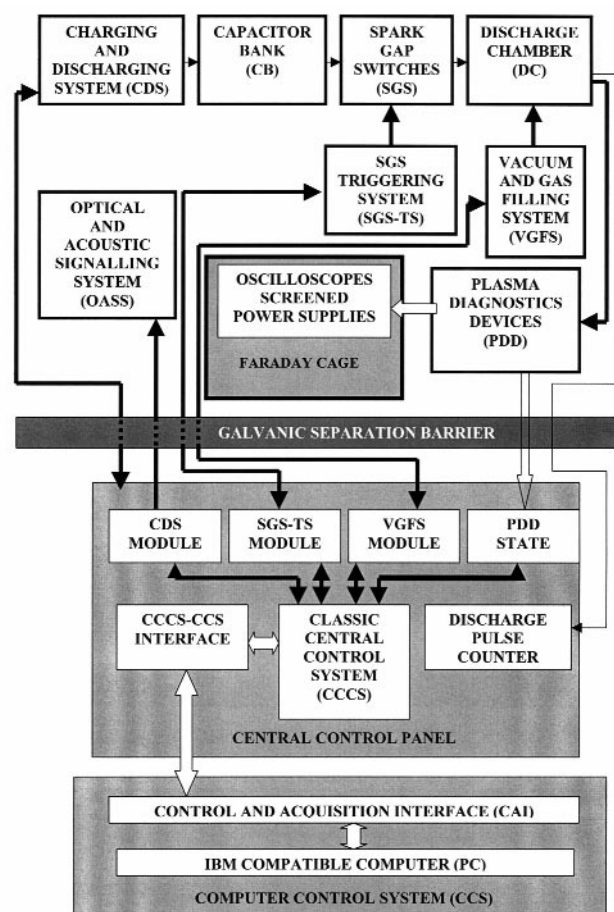 CHARGING
AND
DISCHARGING
SYSTEM (CDS)
CAPACITOR
BANK
(CB)
SPARK
GAP
SWITCHES
(SGS)
DISCHARGE
CHAMBER
(DC)
OPTICAL
AND
ACOUSTIC
SIGNALLING
SYSTEM
(OASS)
SGS
TRIGGERING
SYSTEM
(SGS-TS)
VACUUM
AND GAS
FILLING
SYSTEM
(VGFS)
OSCILLOSCOPES
SCREENED
POWER SUPPLIES
FARADAY CAGE
PLASMA
DIAGNOSTICS
DEVICES
(PDD)
GALVANIC SEPARATION BARRIER
CDS
MODULE
SGS-TS
MODULE
VGFS
MODULE
PDD
STATE
CCCS-CCS
INTERFACE
CLASSIC
CENTRAL
CONTROL
SYSTEM
(CCCS)
DISCHARGE
PULSE
COUNTER
CENTRAL CONTROL PANEL
CONTROL AND ACQUISITION INTERFACE (CAI)
IBM COMPATIBLE COMPUTER (PC)
COMPUTER CONTROL SYSTEM (CCS)